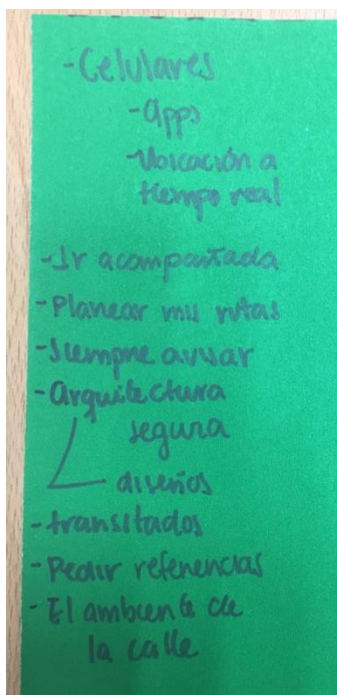 - Celulares
- Apps
- Ubicación a
tiempo real
- Ir acompañada
- Planear mis rutas
- Siempre avisar
- Arquitectura
segura
diseños
- transitados
- Pedir referencias
- El ambiente de
la calle